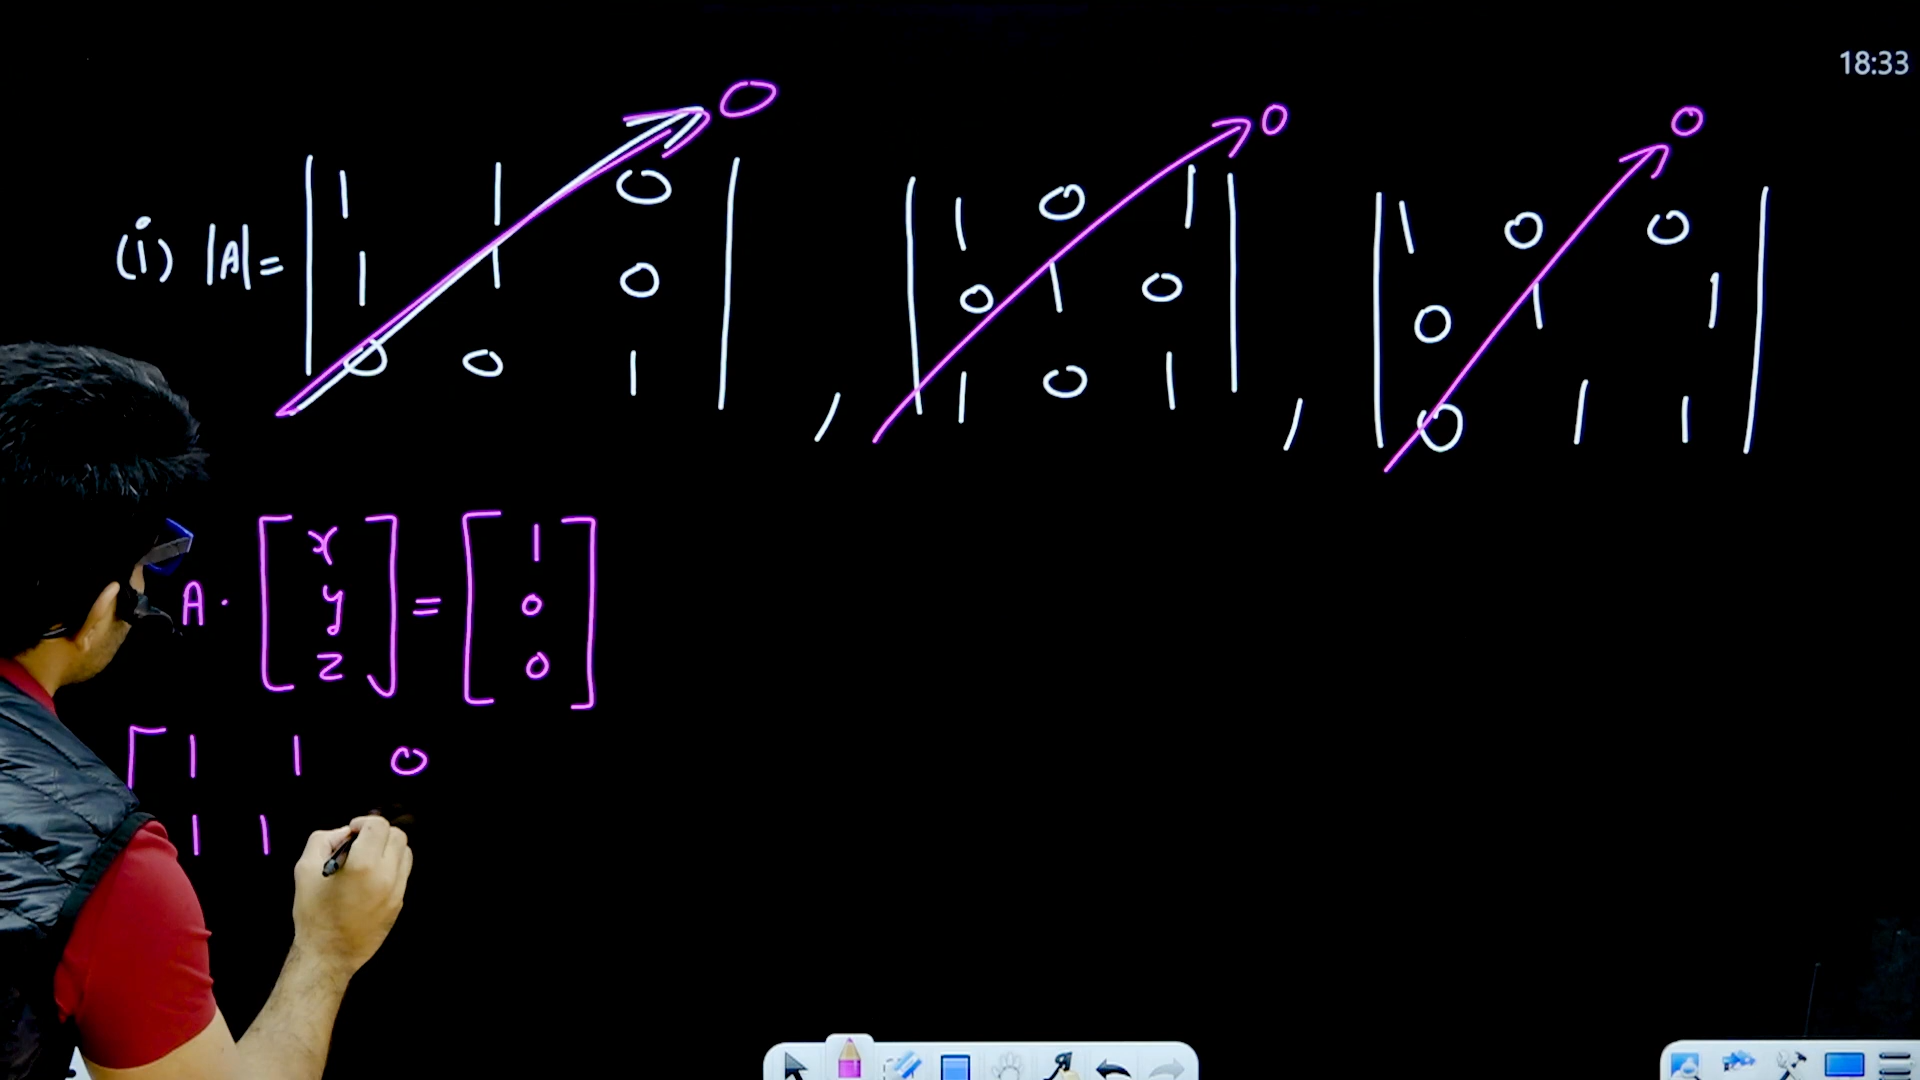 18:33
0 0 0
(i) |A| = | 1 1 0 | | 1 0 1 | | 1 0 0 |
| 1 1 0 | | 0 1 0 | | 0 1 1 |
| 0 0 1 | , | 1 0 1 | , | 0 1 1 |
A · [ x ] = [ 1 ]
[ y ] [ 0 ]
[ z ] [ 0 ]
[ 1 1 0
1 1